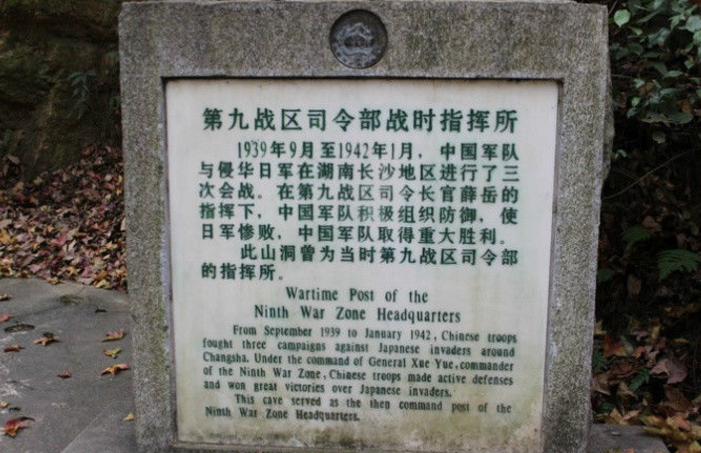 第九战区司令部战时指挥所
1939年9月至1942年1月，中国军队
与侵华日军在湖南长沙地区进行了三
次会战。在第九战区司令长官薛岳的
指挥下，中国军队积极组织防御，使
日军惨败，中国军队取得重大胜利。
此山洞曾为当时第九战区司令部
的指挥所。
Wartime Post of the
Ninth War Zone Headquarters
From September 1939 to January 1942, Chinese troops
fought three campaigns against Japanese invaders around
Changsha. Under the command of General Xue Yue, commander
of the Ninth War Zone, Chinese troops made active defenses
and won great victories over Japanese invaders.
This cave served as the then command post of the
Ninth War Zone Headquarters.